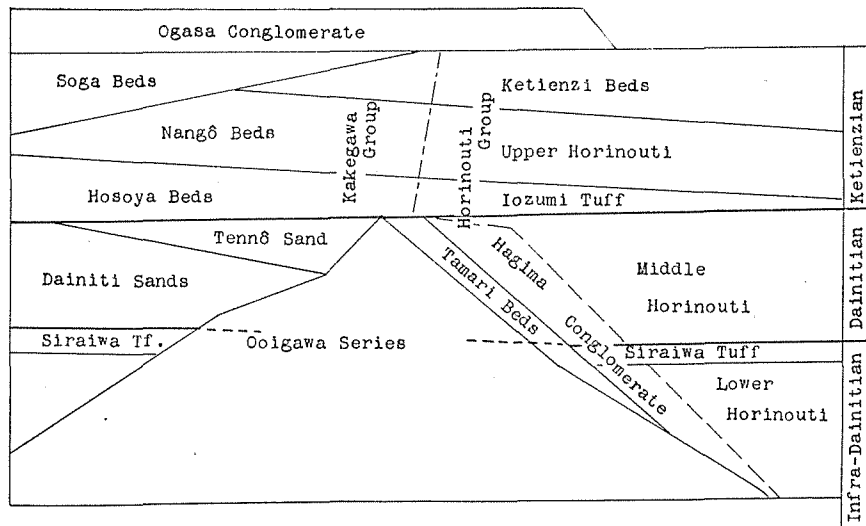 Ogasa Conglomerate
Soga Beds
Ketienzi Beds
Nangô Beds
Kakegawa
Group
Horinouti
Group
Upper Horinouti
Hosoya Beds
Iozumi Tuff
Ketienzian
Tennô Sand
Dainiti Sands
Tamari Beds
Hagima
Conglomerate
Middle
Horinouti
Dainitian
Siraiwa Tf.
Ooigawa Series
Siraiwa Tuff
Lower
Horinouti
Infra-Dainitian